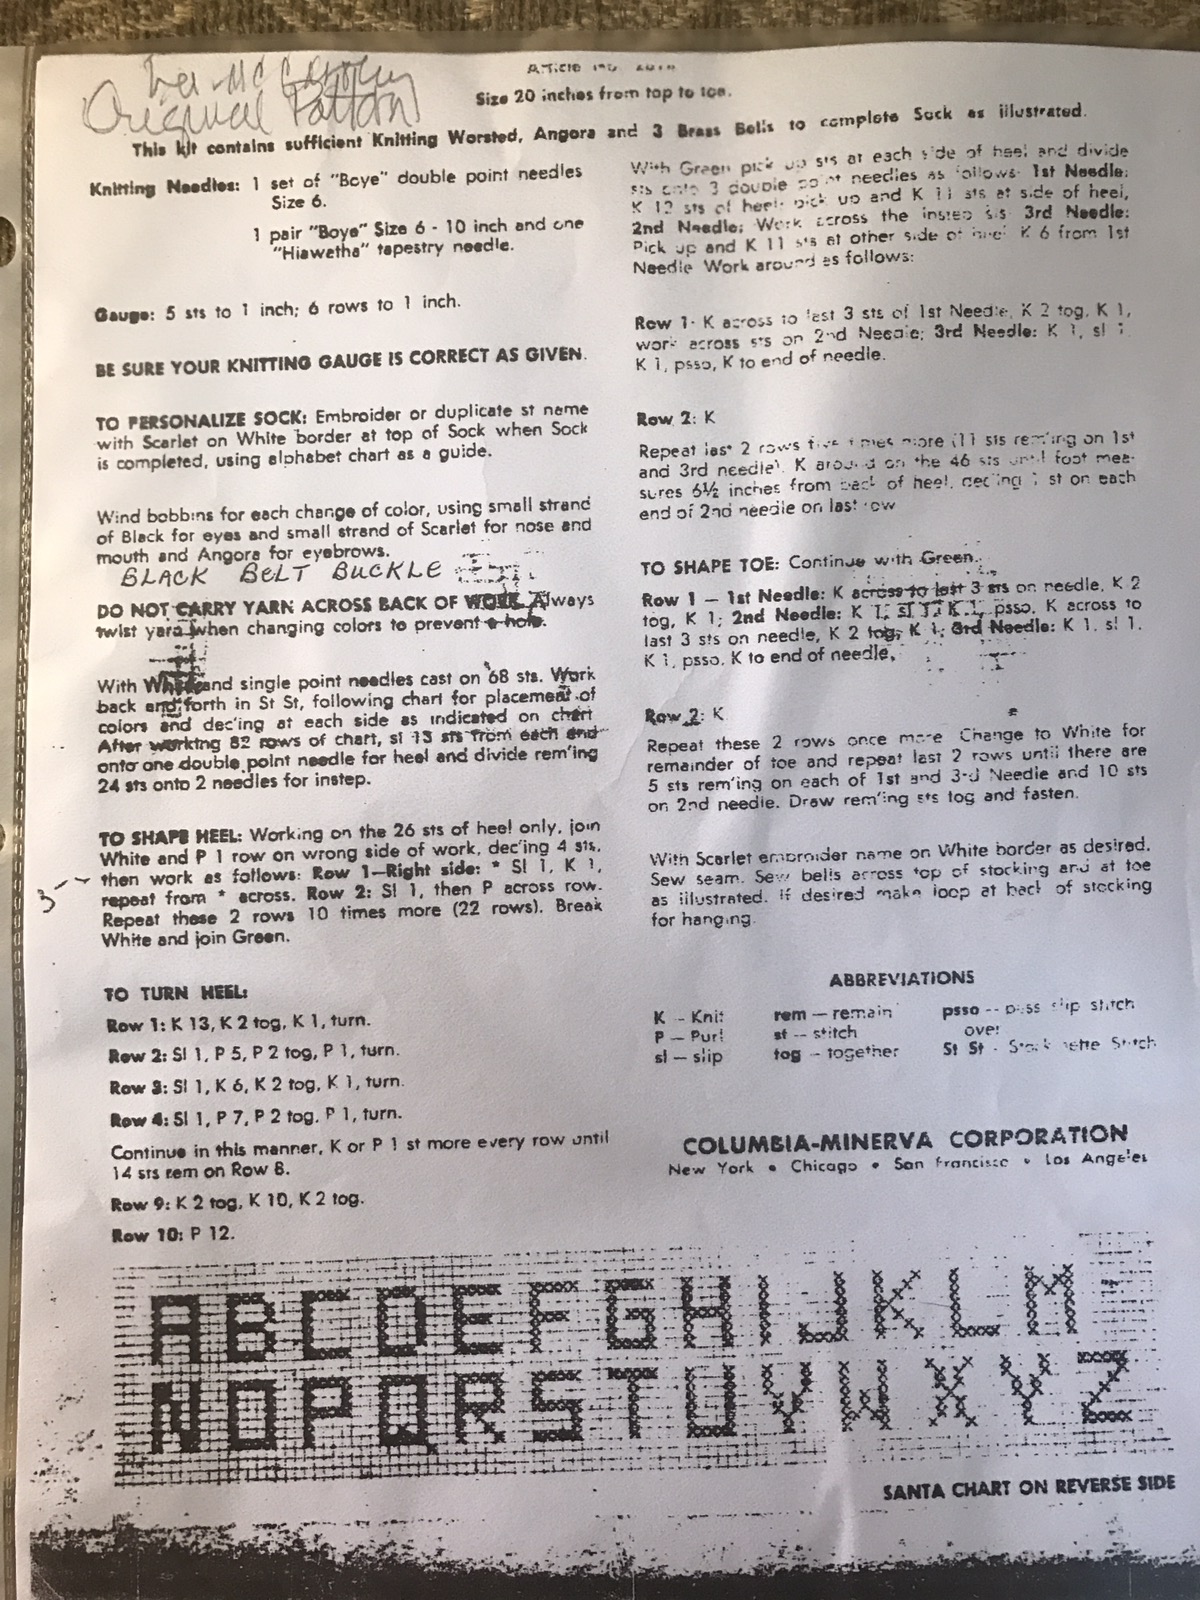 Original Pattern
Article No.
Size 20 inches from top to toe.
This kit contains sufficient Knitting Worsted, Angora and 3 Brass Bells to complete Sock as illustrated.
Knitting Needles: 1 set of "Boye" double point needles
Size 6.
1 pair "Boye" Size 6 - 10 inch and one
"Hiawetha" tapestry needle.
Gauge: 5 sts to 1 inch; 6 rows to 1 inch.
BE SURE YOUR KNITTING GAUGE IS CORRECT AS GIVEN.
TO PERSONALIZE SOCK: Embroider or duplicate st name
with Scarlet on White border at top of Sock when Sock
is completed, using alphabet chart as a guide.
Wind bobbins for each change of color, using small strand
of Black for eyes and small strand of Scarlet for nose and
mouth and Angora for eyebrows.
BLACK BELT BUCKLE
DO NOT CARRY YARN ACROSS BACK OF WORK. Always
twist yarn when changing colors to prevent a hole.
With White and single point needles cast on 68 sts. Work
back and forth in St St, following chart for placement of
colors and dec'ing at each side as indicated on chart
After working 82 rows of chart, sl 13 sts from each end
onto one double point needle for heel and divide rem'ing
24 sts onto 2 needles for instep.
TO SHAPE HEEL: Working on the 26 sts of heel only, join
White and P 1 row on wrong side of work, dec'ing 4 sts,
3 -- then work as follows: Row 1—Right side: * Sl 1, K 1,
repeat from * across. Row 2: Sl 1, then P across row.
Repeat these 2 rows 10 times more (22 rows). Break
White and join Green.
TO TURN HEEL:
Row 1: K 13, K 2 tog, K 1, turn.
Row 2: Sl 1, P 5, P 2 tog, P 1, turn.
Row 3: Sl 1, K 6, K 2 tog, K 1, turn.
Row 4: Sl 1, P 7, P 2 tog, P 1, turn.
Continue in this manner, K or P 1 st more every row until
14 sts rem on Row 8.
Row 9: K 2 tog, K 10, K 2 tog.
Row 10: P 12.
With Green pick up sts at each side of heel and divide
sts onto 3 double point needles as follows: 1st Needle:
K 12 sts of heel; pick up and K 11 sts at side of heel,
2nd Needle: Work across the instep sts 3rd Needle:
Pick up and K 11 sts at other side of heel K 6 from 1st
Needle Work around as follows:
Row 1- K across to last 3 sts of 1st Needle, K 2 tog, K 1,
work across sts on 2nd Needle; 3rd Needle: K 1, sl 1
K 1, psso, K to end of needle.
Row 2: K
Repeat last 2 rows five times more (11 sts rem'ing on 1st
and 3rd needle). K around on the 46 sts until foot mea-
sures 6½ inches from back of heel, dec'ing 1 st on each
end of 2nd needle on last row
TO SHAPE TOE: Continue with Green.
Row 1 — 1st Needle: K across to last 3 sts on needle, K 2
tog, K 1; 2nd Needle: K 1, sl 1, K 1, psso, K across to
last 3 sts on needle, K 2 tog, K 1; 3rd Needle: K 1, sl 1,
K 1, psso, K to end of needle.
Row 2: K
Repeat these 2 rows once more Change to White for
remainder of toe and repeat last 2 rows until there are
5 sts rem'ing on each of 1st and 3rd Needle and 10 sts
on 2nd needle. Draw rem'ing sts tog and fasten.
With Scarlet embroider name on White border as desired.
Sew seam. Sew bells across top of stocking and at toe
as illustrated. If desired make loop at back of stocking
for hanging.
ABBREVIATIONS
K — Knit rem — remain psso -- pass slip stitch
P — Purl st -- stitch over
sl — slip tog — together St St - Stockinette Stitch
COLUMBIA-MINERVA CORPORATION
New York • Chicago • San Francisco • Los Angeles
ABCDEFGHIJKLM
NOPQRSTUVWXYZ
SANTA CHART ON REVERSE SIDE